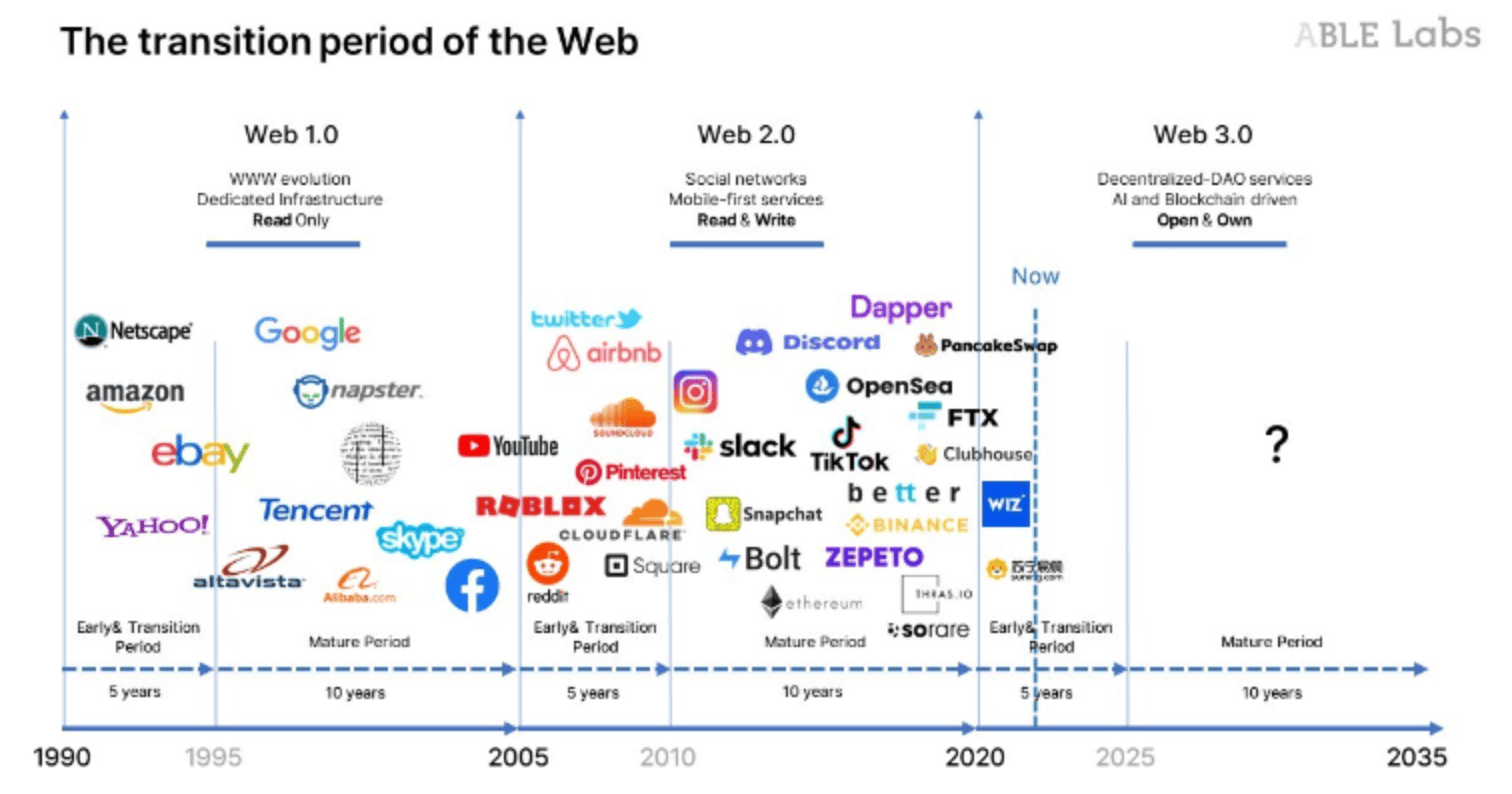 The transition period of the Web
ABLE Labs
Web 1.0
WWW evolution
Dedicated Infrastructure
Read Only
Web 2.0
Social networks
Mobile-first services
Read & Write
Web 3.0
Decentralized-DAO services
AI and Blockchain driven
Open & Own
Now
N Netscape
Google
amazon
napster.
ebay
YAHOO!
Tencent
altavista
Alibaba.com
skype
YouTube
ROBLOX
twitter
airbnb
SOUNDCLOUD
Pinterest
CLOUDFLARE
reddit
Square
Dapper
Discord
PancakeSwap
OpenSea
FTX
slack
TikTok
Clubhouse
better
Snapchat
BINANCE
WIZ
Bolt
ZEPETO
ethereum
THRAS.IO
sorare
苏宁易购
?
Early& Transition
Period
Mature Period
Early& Transition
Period
Mature Period
Early& Transition
Period
Mature Period
5 years
10 years
5 years
10 years
5 years
10 years
1990
1995
2005
2010
2020
2025
2035